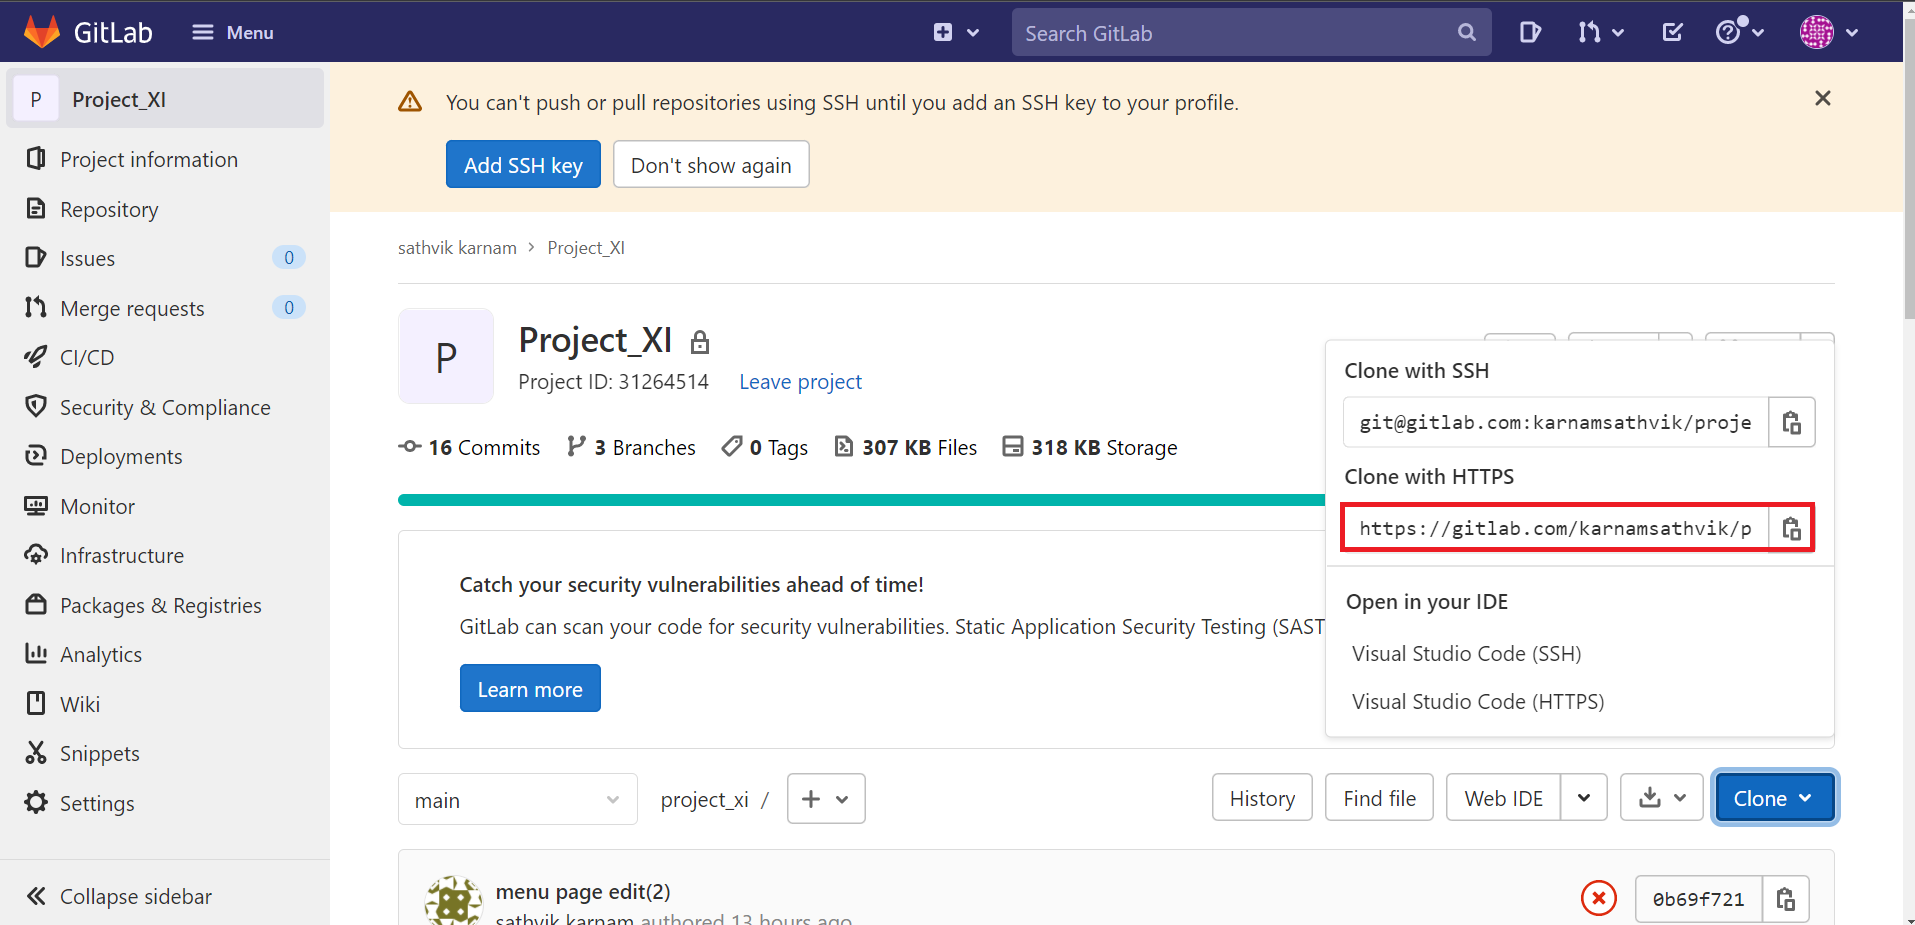 GitLab
Menu
Search GitLab
P Project_XI
Project information
Repository
Issues 0
Merge requests 0
CI/CD
Security & Compliance
Deployments
Monitor
Infrastructure
Packages & Registries
Analytics
Wiki
Snippets
Settings
Collapse sidebar
You can't push or pull repositories using SSH until you add an SSH key to your profile.
Add SSH key Don't show again
sathvik karnam › Project_XI
P
Project_XI
Project ID: 31264514 Leave project
16 Commits 3 Branches 0 Tags 307 KB Files 318 KB Storage
Catch your security vulnerabilities ahead of time!
GitLab can scan your code for security vulnerabilities. Static Application Security Testing (SAST
Learn more
Clone with SSH
git@gitlab.com:karnamsathvik/proje
Clone with HTTPS
https://gitlab.com/karnamsathvik/p
Open in your IDE
Visual Studio Code (SSH)
Visual Studio Code (HTTPS)
main project_xi / + History Find file Web IDE Clone
menu page edit(2)
sathvik karnam authored 13 hours ago
0b69f721